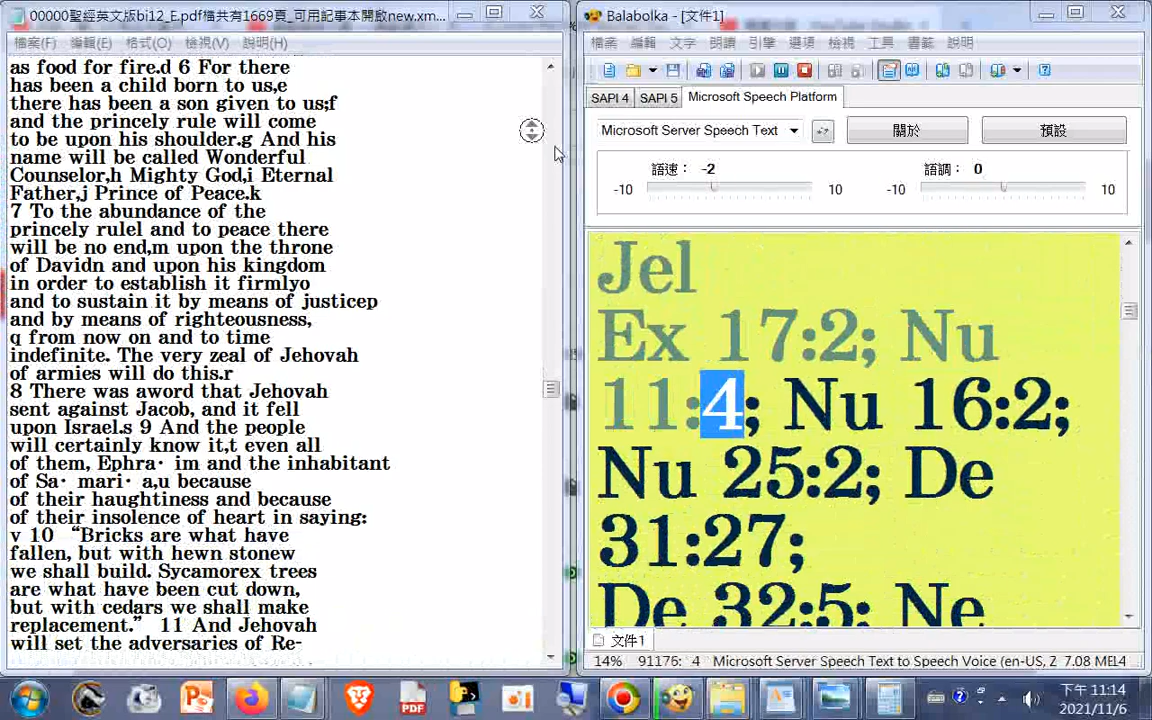 00000聖經英文版bi12_E.pdf檔共有1669頁_可用記事本開啟new.xm...
檔案(F) 編輯(E) 格式(O) 檢視(V) 說明(H)
as food for fire.d 6 For there
has been a child born to us,e
there has been a son given to us;f
and the princely rule will come
to be upon his shoulder.g And his
name will be called Wonderful
Counselor,h Mighty God,i Eternal
Father,j Prince of Peace.k
7 To the abundance of the
princely rulel and to peace there
will be no end,m upon the throne
of Davidn and upon his kingdom
in order to establish it firmlyo
and to sustain it by means of justicep
and by means of righteousness,
q from now on and to time
indefinite. The very zeal of Jehovah
of armies will do this.r
8 There was aword that Jehovah
sent against Jacob, and it fell
upon Israel.s 9 And the people
will certainly know it,t even all
of them, Ephra· im and the inhabitant
of Sa· mari· a,u because
of their haughtiness and because
of their insolence of heart in saying:
v 10 “Bricks are what have
fallen, but with hewn stonew
we shall build. Sycamorex trees
are what have been cut down,
but with cedars we shall make
replacement.” 11 And Jehovah
will set the adversaries of Re-
Balabolka - [文件1]
檔案 編輯 文字 朗讀 引擎 選項 檢視 工具 書籤 說明
SAPI 4 SAPI 5 Microsoft Speech Platform
Microsoft Server Speech Text 關於 預設
語速: -2 語調: 0
-10 10 -10 10
Jel
Ex 17:2; Nu
11:4; Nu 16:2;
Nu 25:2; De
31:27;
De 32:5; Ne
文件1
14% 91176: 4 Microsoft Server Speech Text to Speech Voice (en-US, 2 7.08 MEL4
下午 11:14
2021/11/6